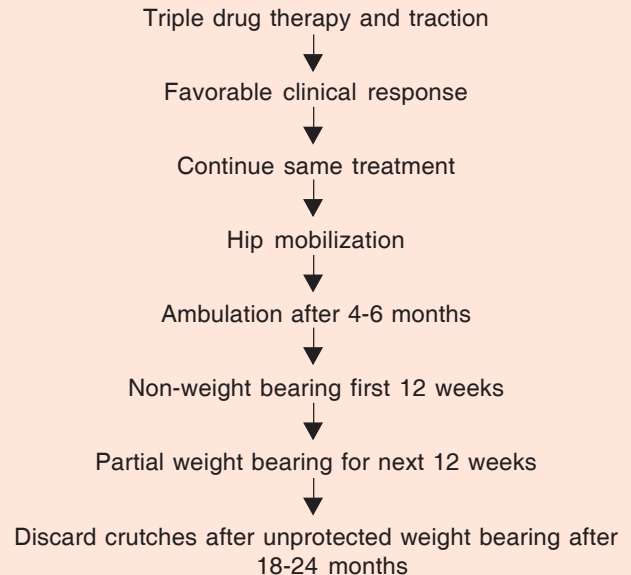 Triple drug therapy and traction
Favorable clinical response
Continue same treatment
Hip mobilization
Ambulation after 4-6 months
Non-weight bearing first 12 weeks
Partial weight bearing for next 12 weeks
Discard crutches after unprotected weight bearing after
18-24 months